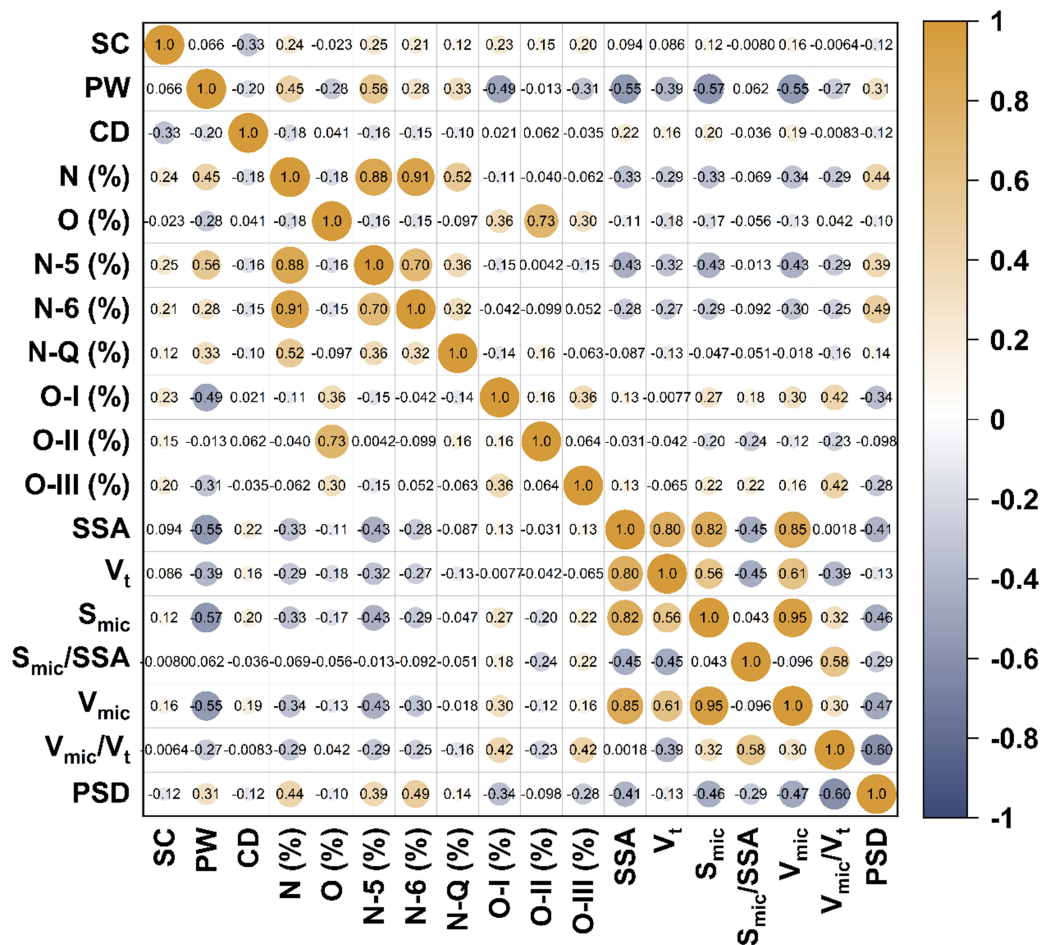 SC 1.0 0.066 -0.33 0.24 -0.023 0.25 0.21 0.12 0.23 0.15 0.20 0.094 0.086 0.12 -0.0080 0.16 -0.0064 -0.12
PW 0.066 1.0 -0.20 0.45 -0.28 0.56 0.28 0.33 -0.49 -0.013 -0.31 -0.55 -0.39 -0.57 0.062 -0.55 -0.27 0.31
CD -0.33 -0.20 1.0 -0.18 0.041 -0.16 -0.15 -0.10 0.021 0.062 -0.035 0.22 0.16 0.20 -0.036 0.19 -0.0083 -0.12
N (%) 0.24 0.45 -0.18 1.0 -0.18 0.88 0.91 0.52 -0.11 -0.040 -0.062 -0.33 -0.29 -0.33 -0.069 -0.34 -0.29 0.44
O (%) -0.023 -0.28 0.041 -0.18 1.0 -0.16 -0.15 -0.097 0.36 0.73 0.30 -0.11 -0.18 -0.17 -0.056 -0.13 0.042 -0.10
N-5 (%) 0.25 0.56 -0.16 0.88 -0.16 1.0 0.70 0.36 -0.15 0.0042 -0.15 -0.43 -0.32 -0.43 -0.013 -0.43 -0.29 0.39
N-6 (%) 0.21 0.28 -0.15 0.91 -0.15 0.70 1.0 0.32 -0.042 -0.099 0.052 -0.28 -0.27 -0.29 -0.092 -0.30 -0.25 0.49
N-Q (%) 0.12 0.33 -0.10 0.52 -0.097 0.36 0.32 1.0 -0.14 0.16 -0.063 -0.087 -0.13 -0.047 -0.051 -0.018 -0.16 0.14
O-I (%) 0.23 -0.49 0.021 -0.11 0.36 -0.15 -0.042 -0.14 1.0 0.16 0.36 0.13 -0.0077 0.27 0.18 0.30 0.42 -0.34
O-II (%) 0.15 -0.013 0.062 -0.040 0.73 0.0042 -0.099 0.16 0.16 1.0 0.064 -0.031 -0.042 -0.20 -0.24 -0.12 -0.23 -0.098
O-III (%) 0.20 -0.31 -0.035 -0.062 0.30 -0.15 0.052 -0.063 0.36 0.064 1.0 0.13 -0.065 0.22 0.22 0.16 0.42 -0.28
SSA 0.094 -0.55 0.22 -0.33 -0.11 -0.43 -0.28 -0.087 0.13 -0.031 0.13 1.0 0.80 0.82 -0.45 0.85 0.0018 -0.41
Vt 0.086 -0.39 0.16 -0.29 -0.18 -0.32 -0.27 -0.13 -0.0077 -0.042 -0.065 0.80 1.0 0.56 -0.45 0.61 -0.39 -0.13
Smic 0.12 -0.57 0.20 -0.33 -0.17 -0.43 -0.29 -0.047 0.27 -0.20 0.22 0.82 0.56 1.0 0.043 0.95 0.32 -0.46
Smic/SSA -0.0080 0.062 -0.036 -0.069 -0.056 -0.013 -0.092 -0.051 0.18 -0.24 0.22 -0.45 -0.45 0.043 1.0 -0.096 0.58 -0.29
Vmic 0.16 -0.55 0.19 -0.34 -0.13 -0.43 -0.30 -0.018 0.30 -0.12 0.16 0.85 0.61 0.95 -0.096 1.0 0.30 -0.47
Vmic/Vt -0.0064 -0.27 -0.0083 -0.29 0.042 -0.29 -0.25 -0.16 0.42 -0.23 0.42 0.0018 -0.39 0.32 0.58 0.30 1.0 -0.60
PSD -0.12 0.31 -0.12 0.44 -0.10 0.39 0.49 0.14 -0.34 -0.098 -0.28 -0.41 -0.13 -0.46 -0.29 -0.47 -0.60 1.0
SC PW CD N (%) O (%) N-5 (%) N-6 (%) N-Q (%) O-I (%) O-II (%) O-III (%) SSA Vt Smic Smic/SSA Vmic Vmic/Vt PSD
1
0.8
0.6
0.4
0.2
0
-0.2
-0.4
-0.6
-0.8
-1